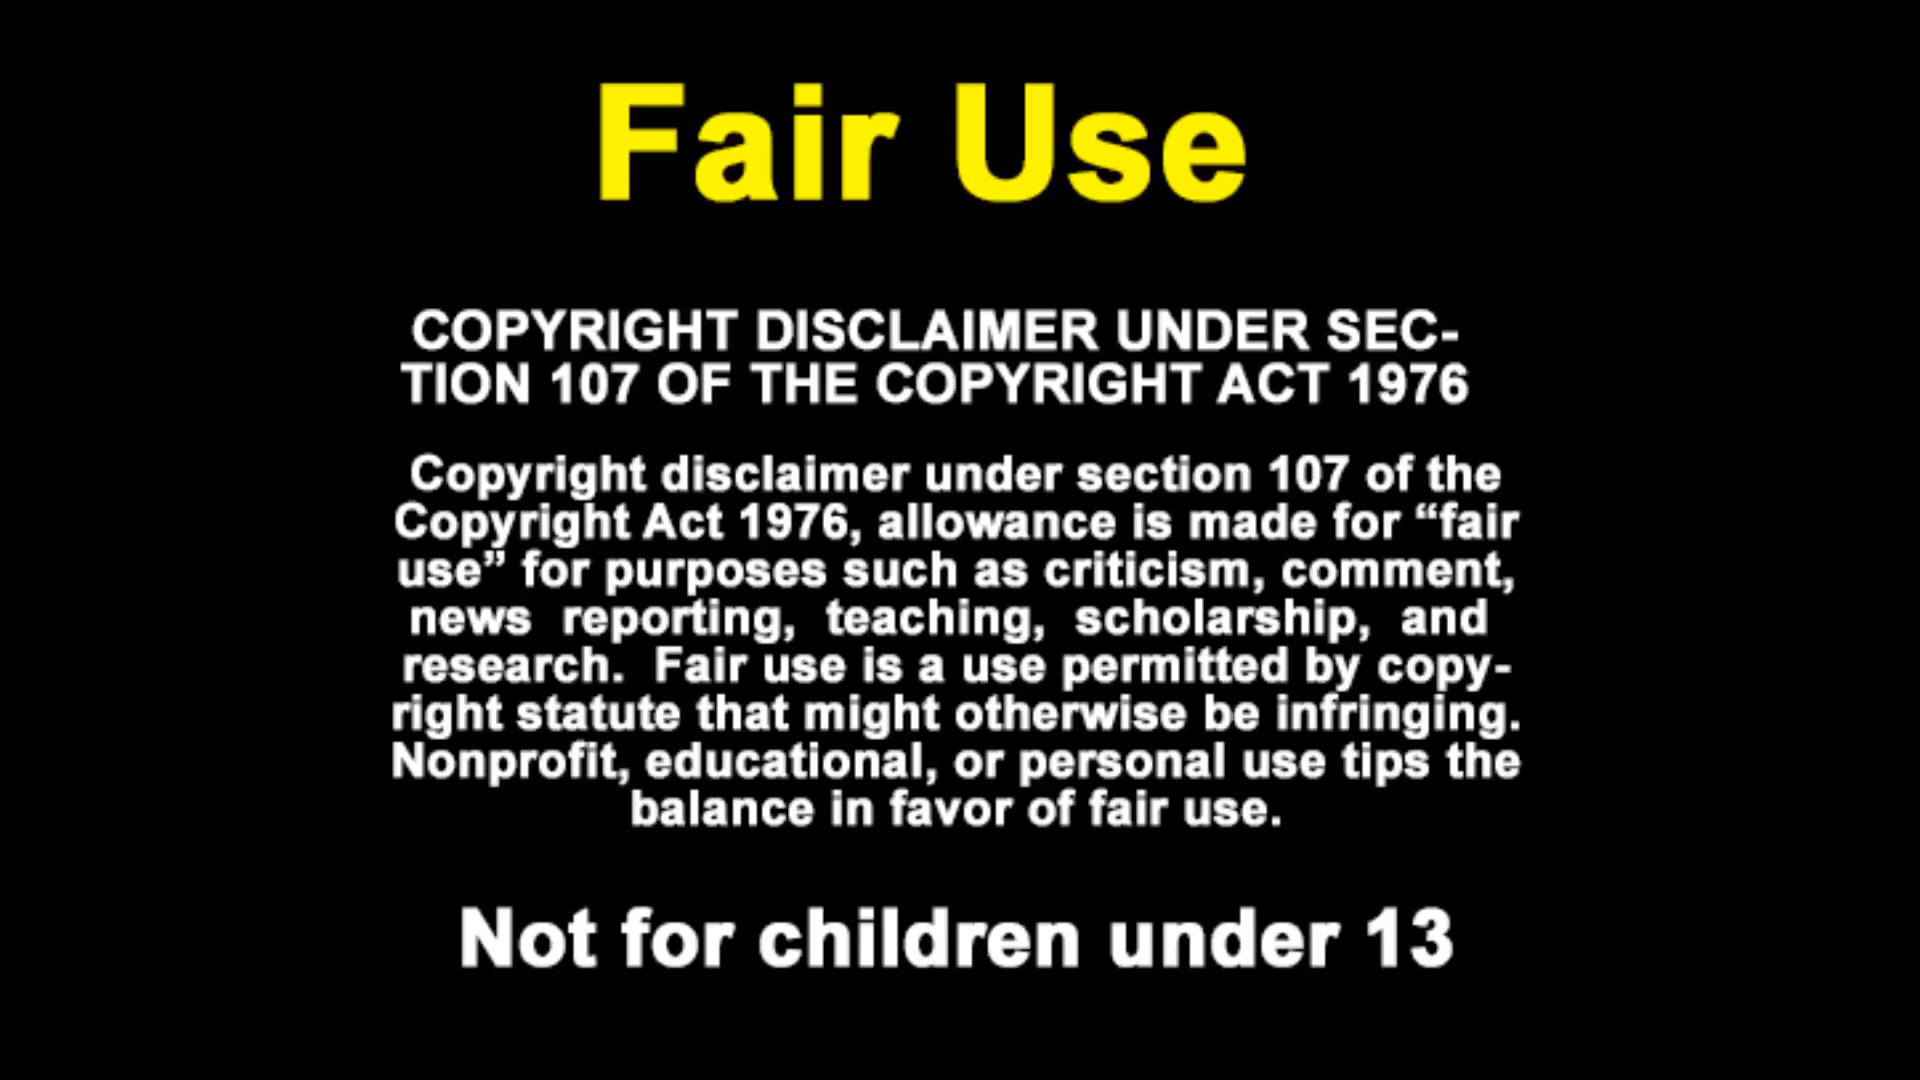 Fair Use
COPYRIGHT DISCLAIMER UNDER SEC-
TION 107 OF THE COPYRIGHT ACT 1976
Copyright disclaimer under section 107 of the
Copyright Act 1976, allowance is made for “fair
use” for purposes such as criticism, comment,
news reporting, teaching, scholarship, and
research. Fair use is a use permitted by copy-
right statute that might otherwise be infringing.
Nonprofit, educational, or personal use tips the
balance in favor of fair use.
Not for children under 13